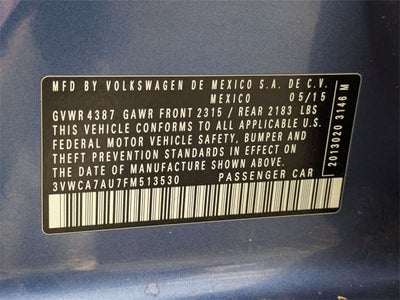 MFD BY VOLKSWAGEN DE MEXICO S.A. DE C.V.
MEXICO 05/15
GVWR 4387 GAWR FRONT 2315 / REAR 2183 LBS
THIS VEHICLE CONFORMS TO ALL APPLICABLE U.S.
FEDERAL MOTOR VEHICLE SAFETY, BUMPER AND
THEFT PREVENTION STANDARDS IN EFFECT ON
THE DATE OF MANUFACTURE SHOWN ABOVE.
3VWCA7AU7FM513530 PASSENGER CAR
2013020 3146 M